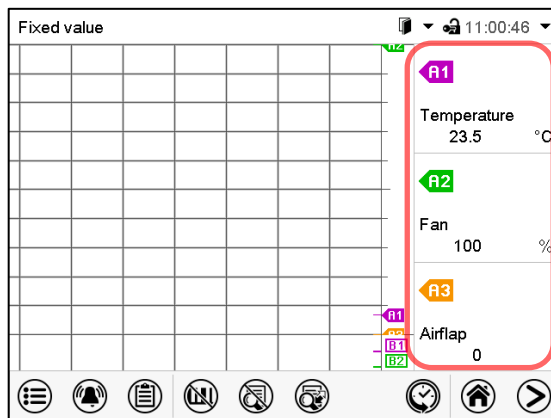 Fixed value
11:00:46
A2
A1
Temperature
23.5 °C
A2
Fan
100 %
A3
Airflap
0
A1
A3
B1
B2